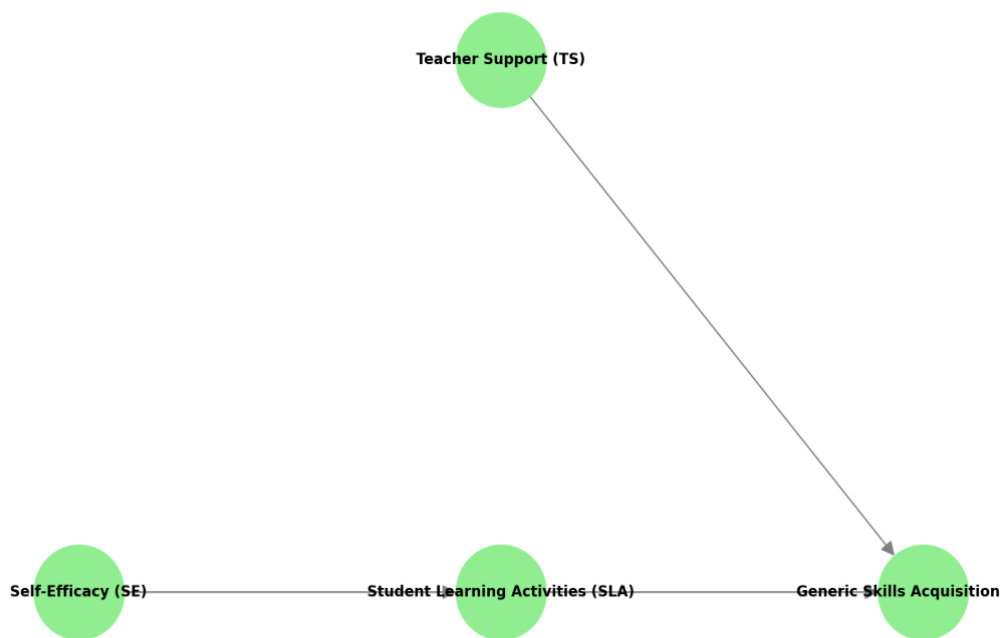 Teacher Support (TS)
Self-Efficacy (SE)
Student Learning Activities (SLA)
Generic Skills Acquisition